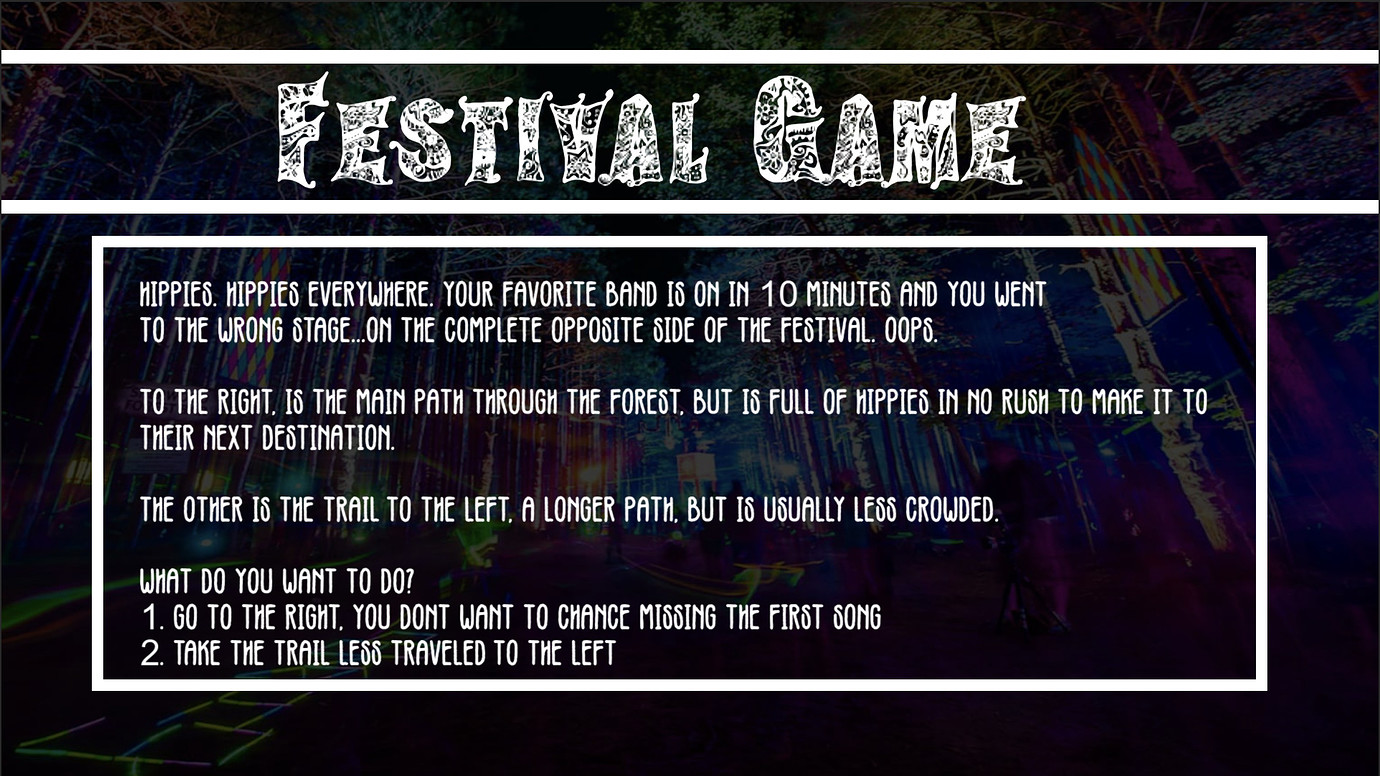 FESTIVAL GAME
HIPPIES. HIPPIES EVERYWHERE. YOUR FAVORITE BAND IS ON IN 10 MINUTES AND YOU WENT
TO THE WRONG STAGE...ON THE COMPLETE OPPOSITE SIDE OF THE FESTIVAL. OOPS.
TO THE RIGHT, IS THE MAIN PATH THROUGH THE FOREST, BUT IS FULL OF HIPPIES IN NO RUSH TO MAKE IT TO
THEIR NEXT DESTINATION.
THE OTHER IS THE TRAIL TO THE LEFT, A LONGER PATH, BUT IS USUALLY LESS CROWDED.
WHAT DO YOU WANT TO DO?
1. GO TO THE RIGHT, YOU DONT WANT TO CHANCE MISSING THE FIRST SONG
2. TAKE THE TRAIL LESS TRAVELED TO THE LEFT